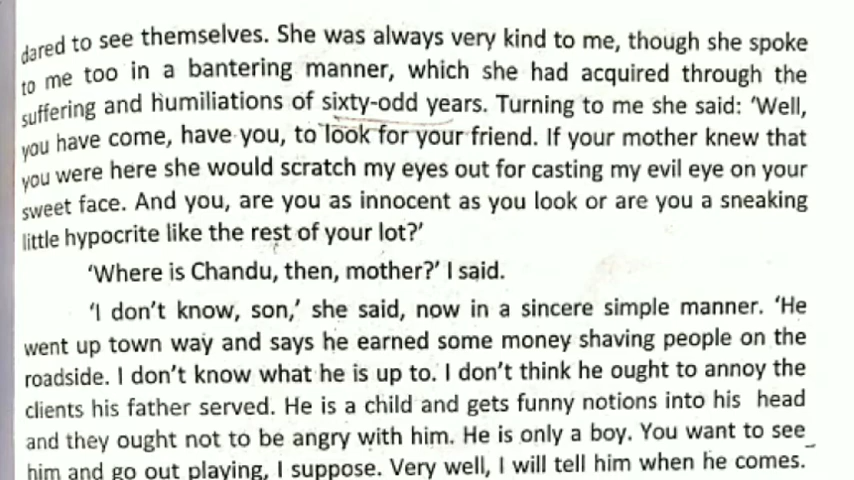 dared to see themselves. She was always very kind to me, though she spoke
to me too in a bantering manner, which she had acquired through the
suffering and humiliations of sixty-odd years. Turning to me she said: ‘Well,
you have come, have you, to look for your friend. If your mother knew that
you were here she would scratch my eyes out for casting my evil eye on your
sweet face. And you, are you as innocent as you look or are you a sneaking
little hypocrite like the rest of your lot?’
‘Where is Chandu, then, mother?’ I said.
‘I don’t know, son,’ she said, now in a sincere simple manner. ‘He
went up town way and says he earned some money shaving people on the
roadside. I don’t know what he is up to. I don’t think he ought to annoy the
clients his father served. He is a child and gets funny notions into his head
and they ought not to be angry with him. He is only a boy. You want to see
him and go out playing, I suppose. Very well, I will tell him when he comes.